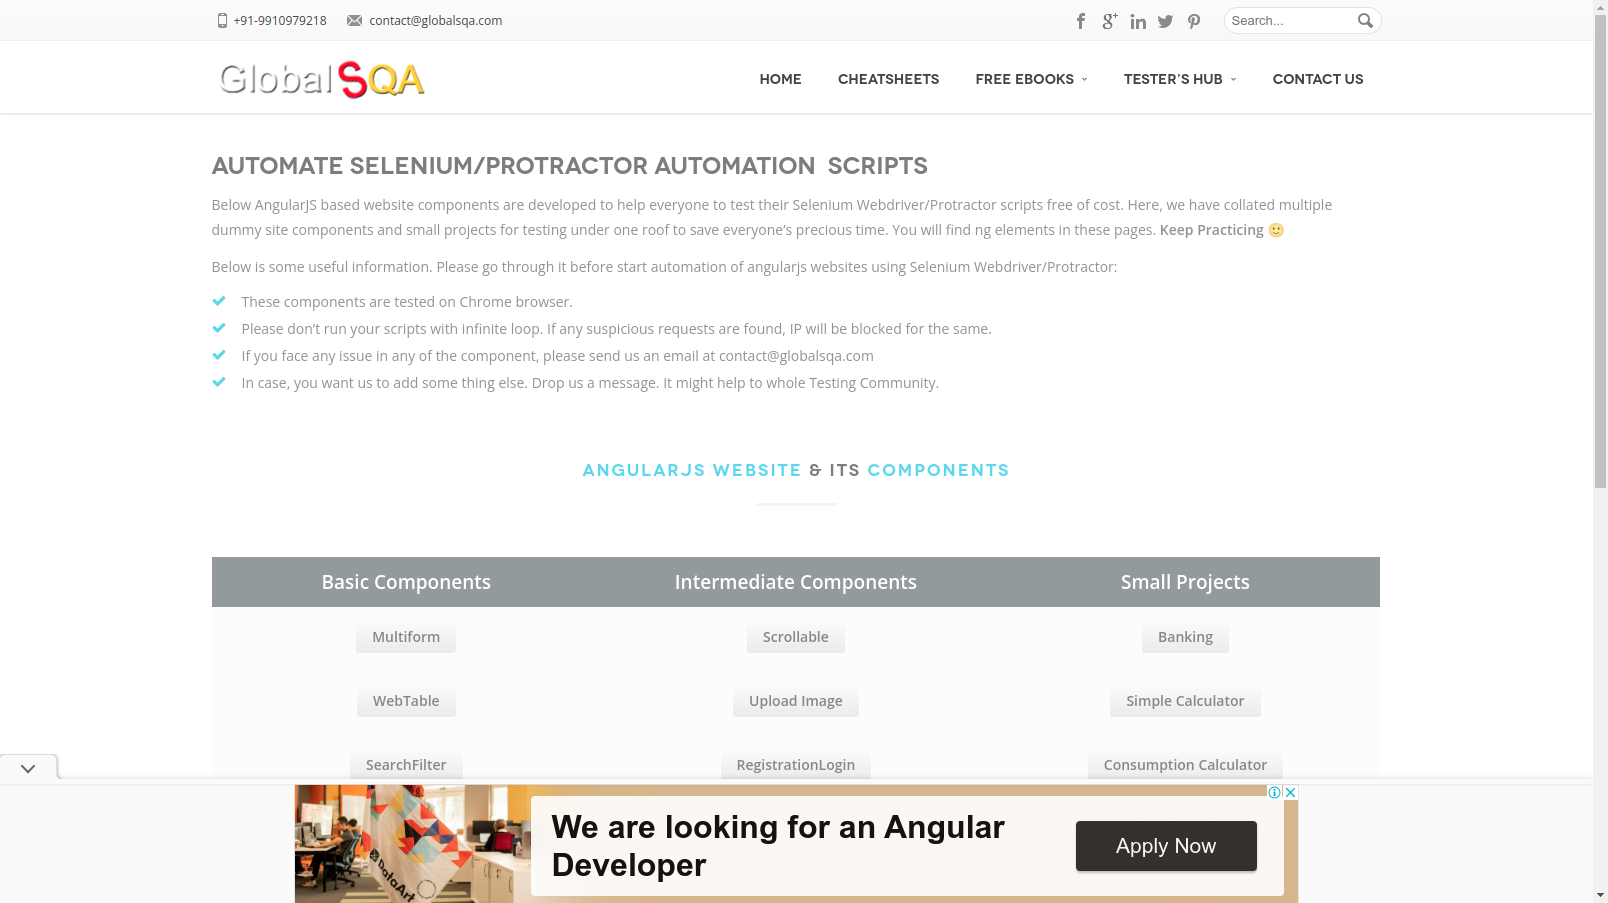 +91-9910979218 contact@globalsqa.com
Search...
GlobalSQA
HOME CHEATSHEETS FREE EBOOKS TESTER'S HUB CONTACT US
AUTOMATE SELENIUM/PROTRACTOR AUTOMATION SCRIPTS
Below AngularJS based website components are developed to help everyone to test their Selenium Webdriver/Protractor scripts free of cost. Here, we have collated multiple
dummy site components and small projects for testing under one roof to save everyone's precious time. You will find ng elements in these pages. Keep Practicing 🙂
Below is some useful information. Please go through it before start automation of angularjs websites using Selenium Webdriver/Protractor:
These components are tested on Chrome browser.
Please don't run your scripts with infinite loop. If any suspicious requests are found, IP will be blocked for the same.
If you face any issue in any of the component, please send us an email at contact@globalsqa.com
In case, you want us to add some thing else. Drop us a message. It might help to whole Testing Community.
ANGULARJS WEBSITE & ITS COMPONENTS
Basic Components Intermediate Components Small Projects
Multiform Scrollable Banking
WebTable Upload Image Simple Calculator
SearchFilter RegistrationLogin Consumption Calculator
We are looking for an Angular
Developer
Apply Now
DataArt